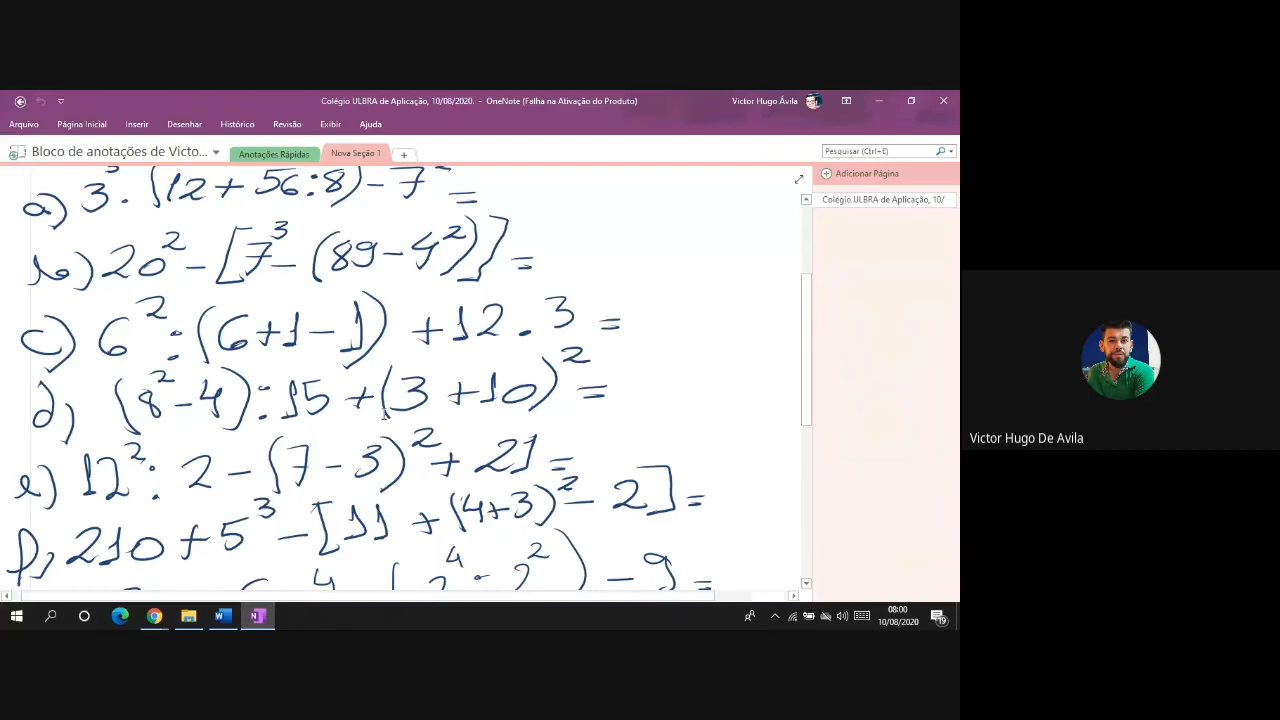 Colégio ULBRA de Aplicação, 10/08/2020. - OneNote (Falha na Ativação do Produto)
Victor Hugo Ávila
Arquivo Página Inicial Inserir Desenhar Histórico Revisão Exibir Ajuda
Bloco de anotações de Victo... Anotações Rápidas Nova Seção 1
Pesquisar (Ctrl+E)
Adicionar Página
Colégio ULBRA de Aplicação, 10/
a) 3³ . (12 + 56 : 8) - 7² =
b) 20² - [7³ - (89 - 4²)] =
c) 6² : (6 + 1 - 1) + 12 . 3 =
d) (8² - 4) : 15 + (3 + 10)² =
e) 12² : 2 - (7 - 3)² + 21 =
f) 210 + 5³ - [11 + (4+3)² - 2] =
- 9 =
Victor Hugo De Avila
08:00
10/08/2020
19